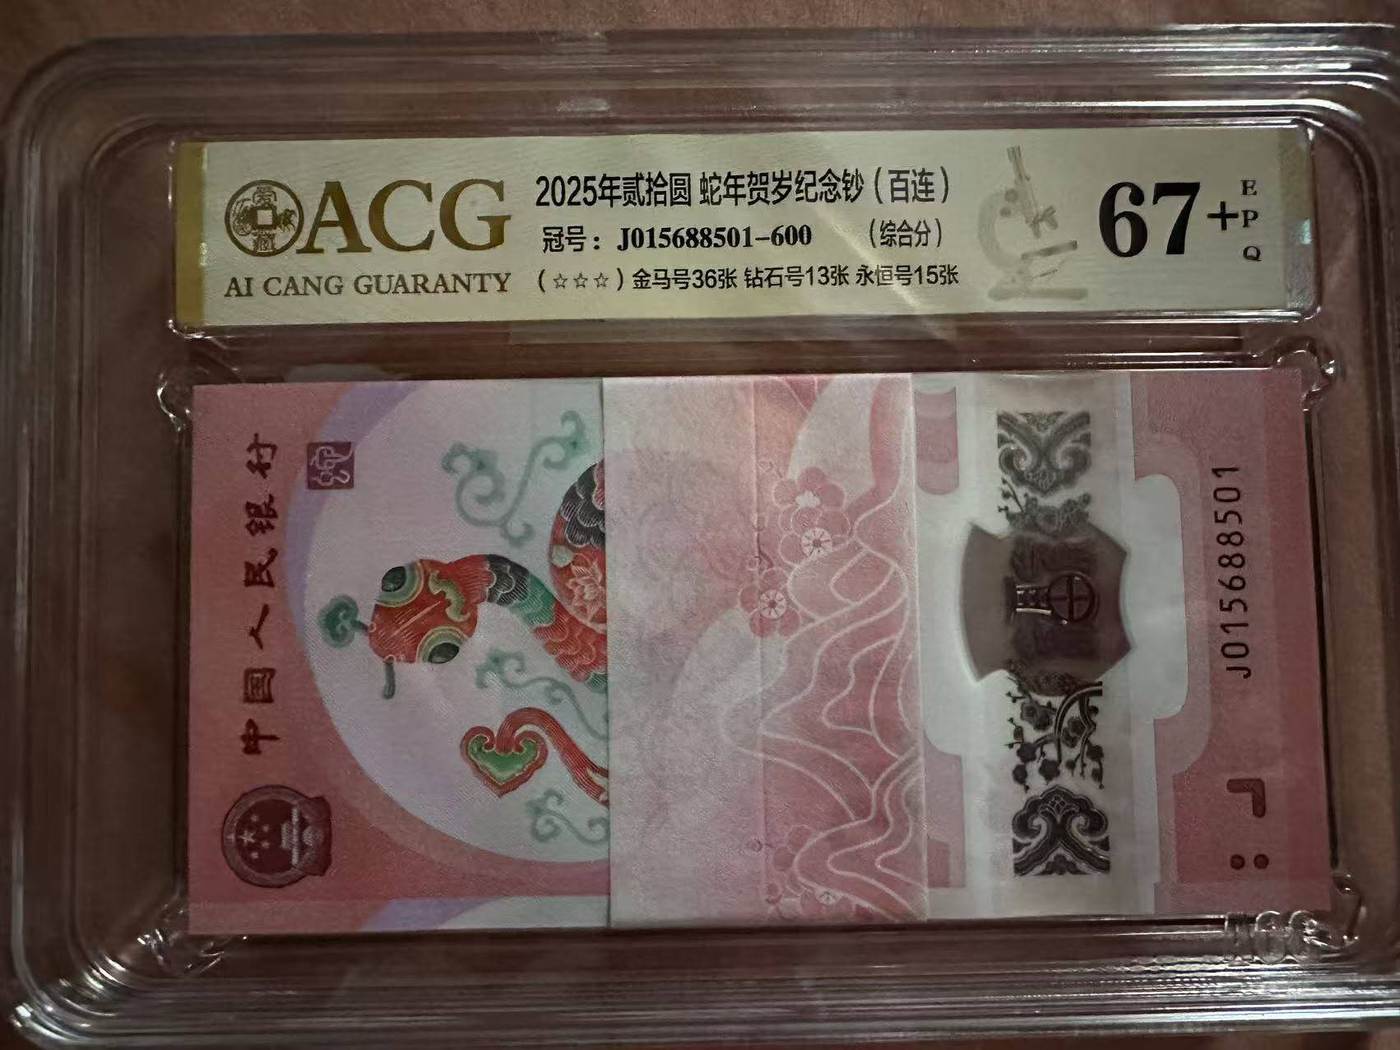 ACG
AI CANG GUARANTY
2025年贰拾圆 蛇年贺岁纪念钞（百连）
冠号：J015688501-600 （综合分）
（☆☆☆）金马号36张 钻石号13张 永恒号15张
67+
EPQ
中国人民银行
J015688501
ACG